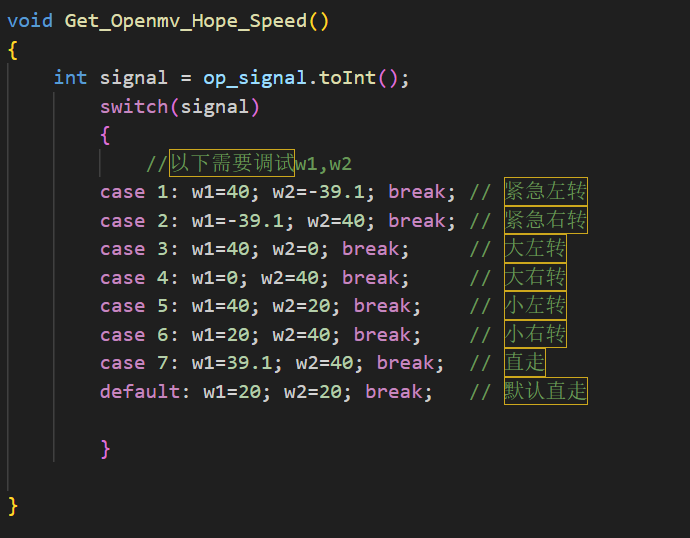 void Get_Openmv_Hope_Speed()
{
int signal = op_signal.toInt();
switch(signal)
{
//以下需要调试w1,w2
case 1: w1=40; w2=-39.1; break; // 紧急左转
case 2: w1=-39.1; w2=40; break; // 紧急右转
case 3: w1=40; w2=0; break; // 大左转
case 4: w1=0; w2=40; break; // 大右转
case 5: w1=40; w2=20; break; // 小左转
case 6: w1=20; w2=40; break; // 小右转
case 7: w1=39.1; w2=40; break; // 直走
default: w1=20; w2=20; break; // 默认直走
}
}